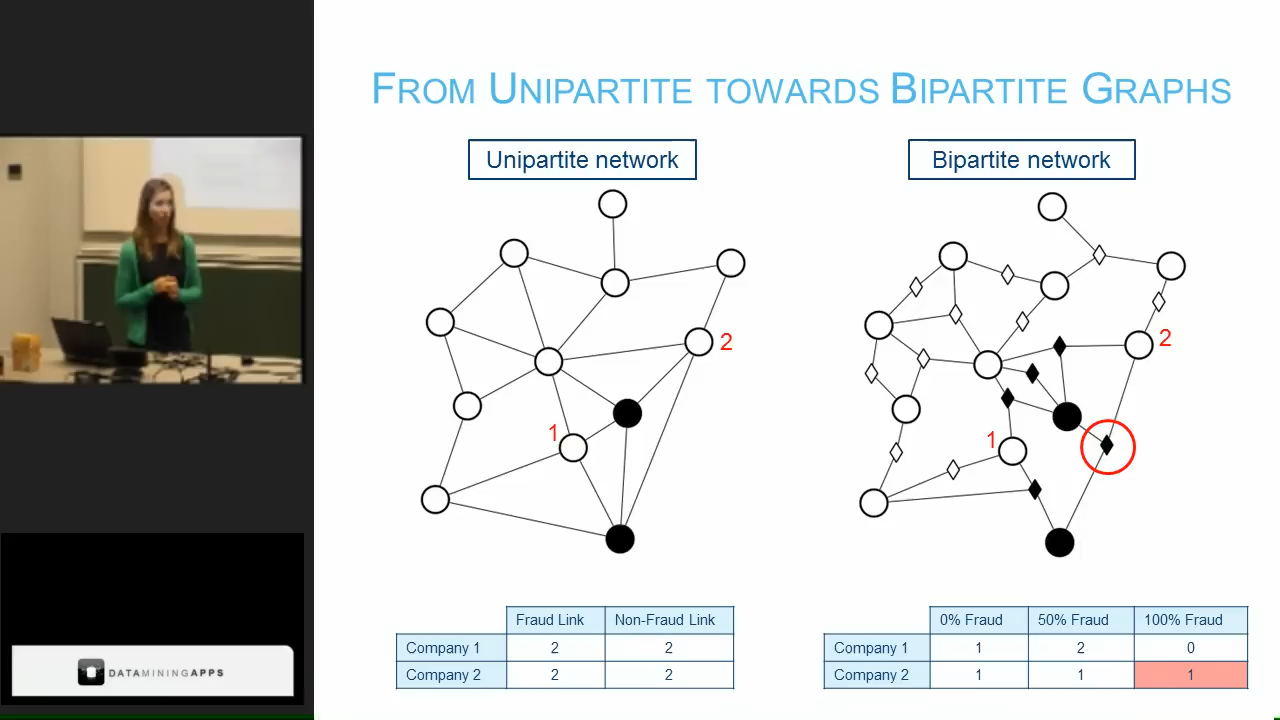 FROM UNIPARTITE TOWARDS BIPARTITE GRAPHS
Unipartite network
Bipartite network
2
1
2
1
Fraud Link Non-Fraud Link
Company 1 2 2
Company 2 2 2
0% Fraud 50% Fraud 100% Fraud
Company 1 1 2 0
Company 2 1 1 1
DATAMININGAPPS